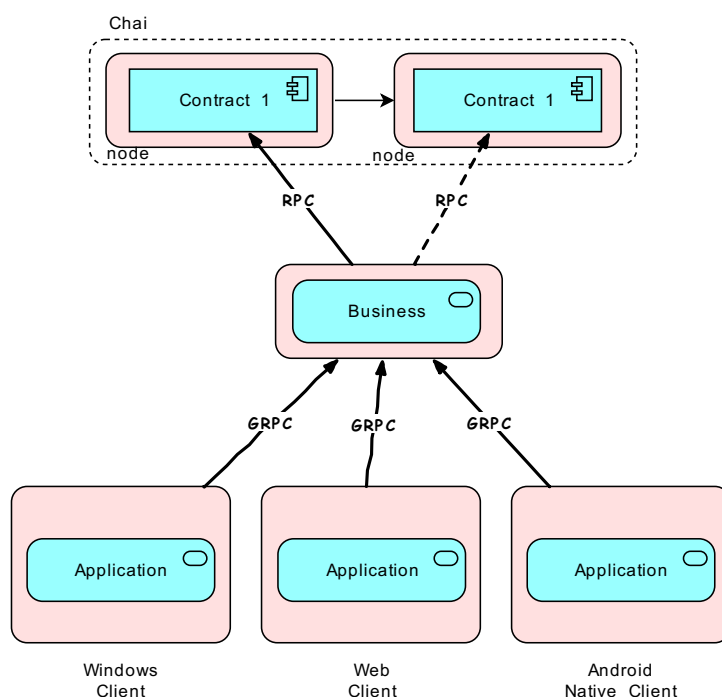 Chai
Contract 1
Contract 1
node
node
RPC
RPC
Business
GRPC
GRPC
GRPC
Application
Application
Application
Windows
Client
Web
Client
Android
Native Client